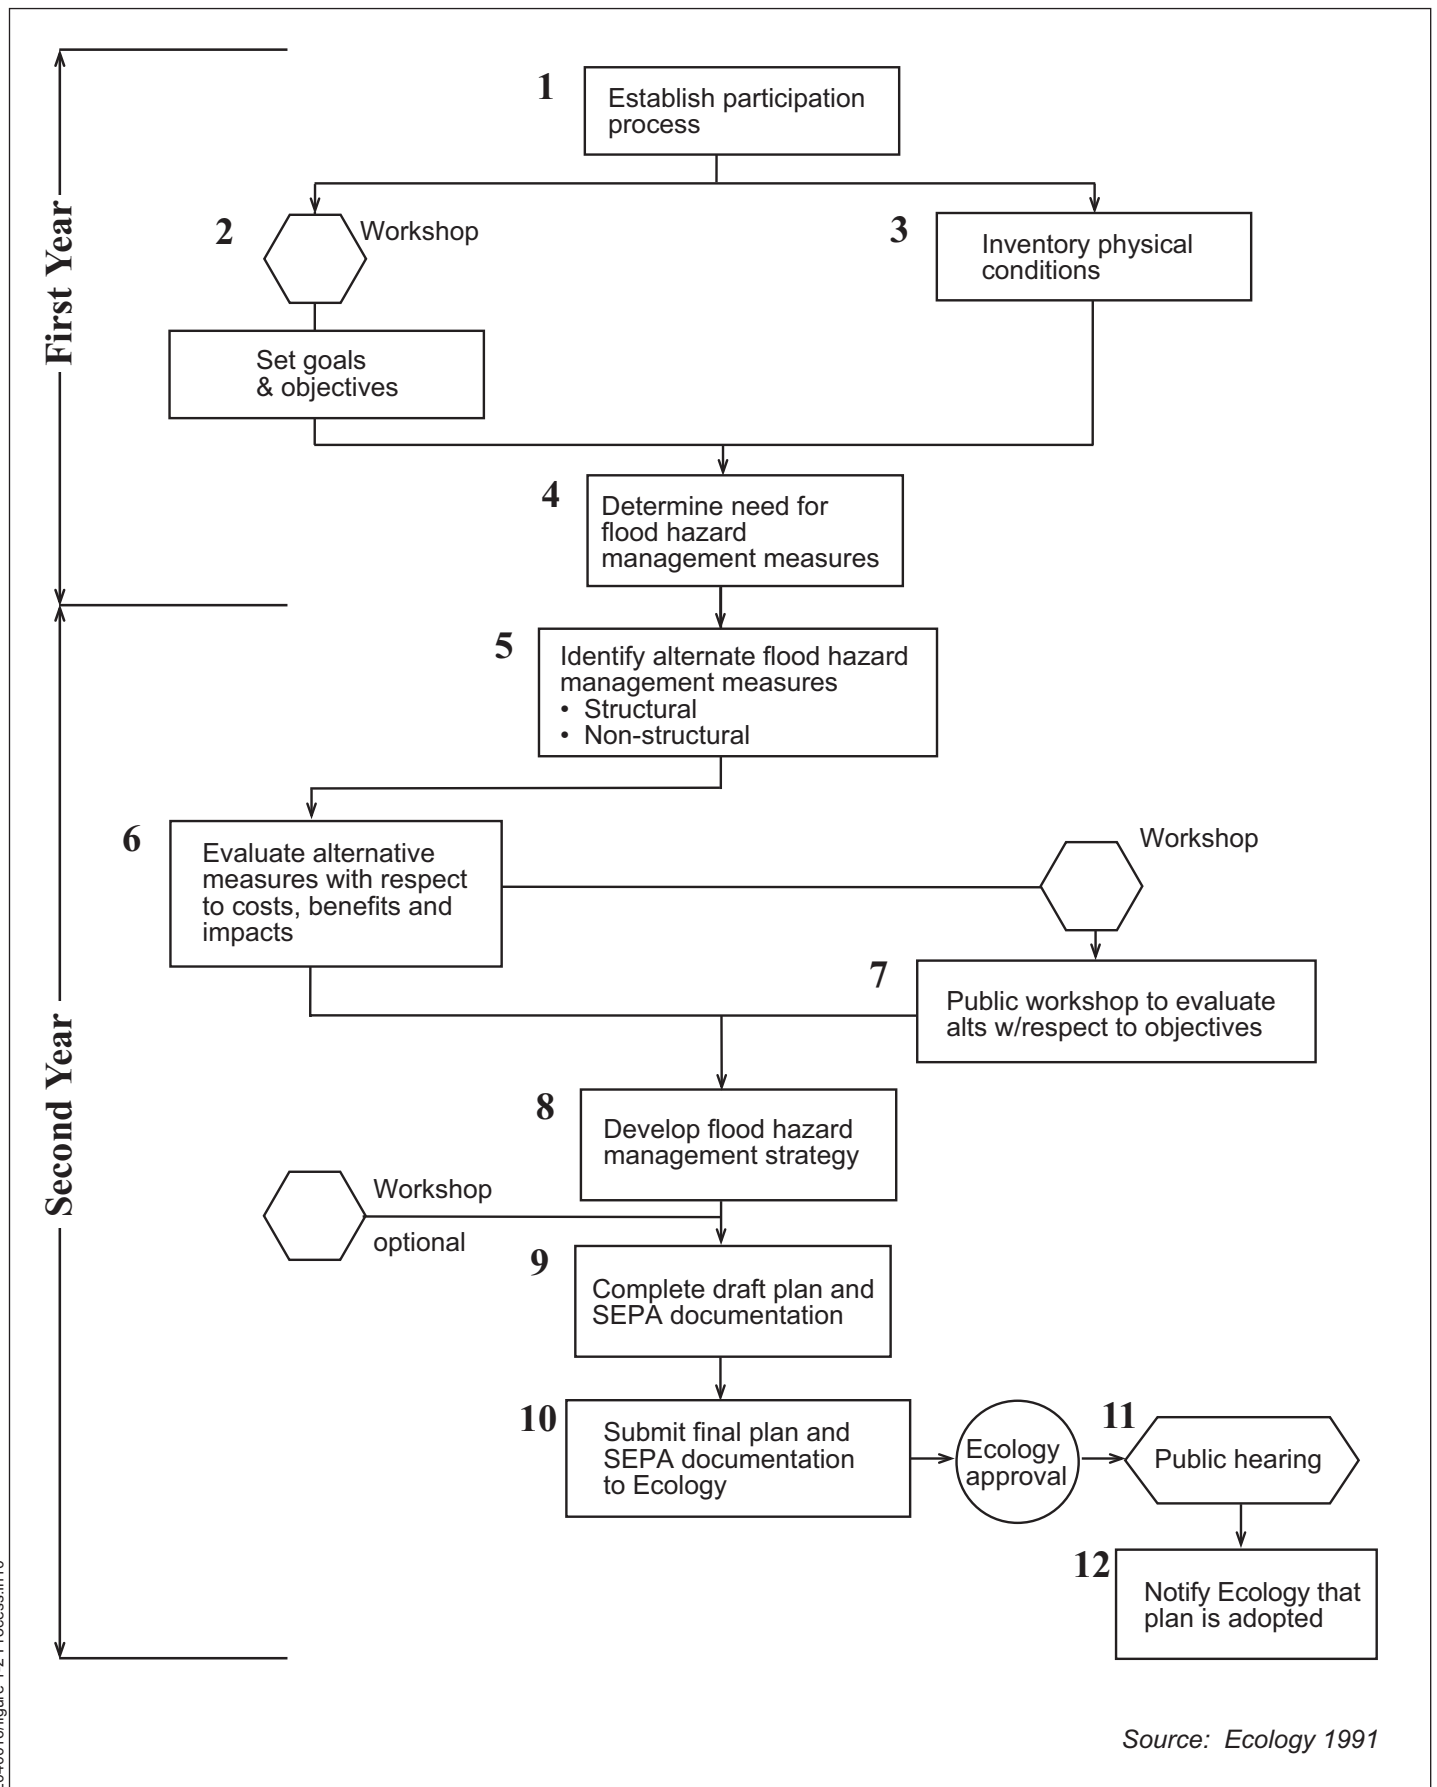 1
Establish participation
process
2
Workshop
3
Inventory physical
conditions
First Year
Set goals
& objectives
4
Determine need for
flood hazard
management measures
5
Identify alternate flood hazard
management measures
• Structural
• Non-structural
6
Evaluate alternative
measures with respect
to costs, benefits and
impacts
Workshop
7
Public workshop to evaluate
alts w/respect to objectives
Second Year
8
Develop flood hazard
management strategy
Workshop
optional
9
Complete draft plan and
SEPA documentation
10
Submit final plan and
SEPA documentation
to Ecology
Ecology
approval
11
Public hearing
12
Notify Ecology that
plan is adopted
Source: Ecology 1991